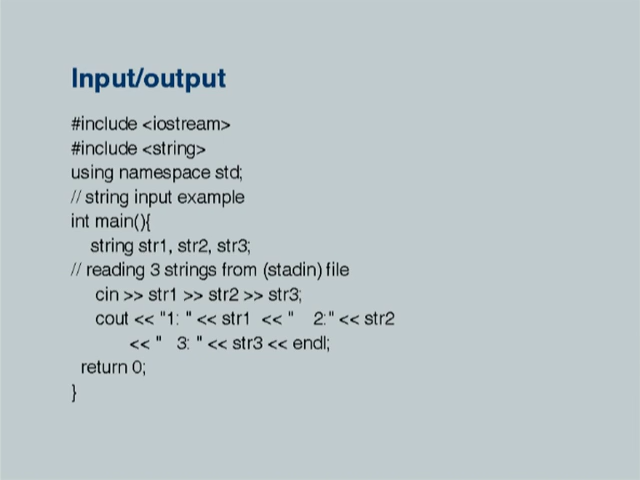 Input/output
#include <iostream>
#include <string>
using namespace std;
// string input example
int main(){
string str1, str2, str3;
// reading 3 strings from (stadin) file
cin >> str1 >> str2 >> str3;
cout << "1: " << str1 << " 2:" << str2
<< " 3: " << str3 << endl;
return 0;
}